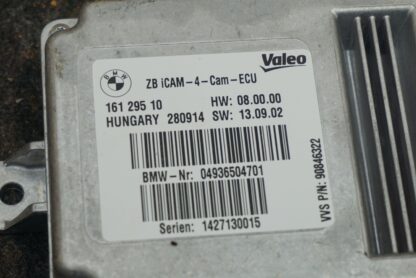 BMW
Valeo
ZB iCAM-4-Cam-ECU
161 295 10 HW: 08.00.00
HUNGARY 280914 SW: 13.09.02
BMW-Nr: 04936504701
Serien: 1427130015
VVS P/N: 90846322